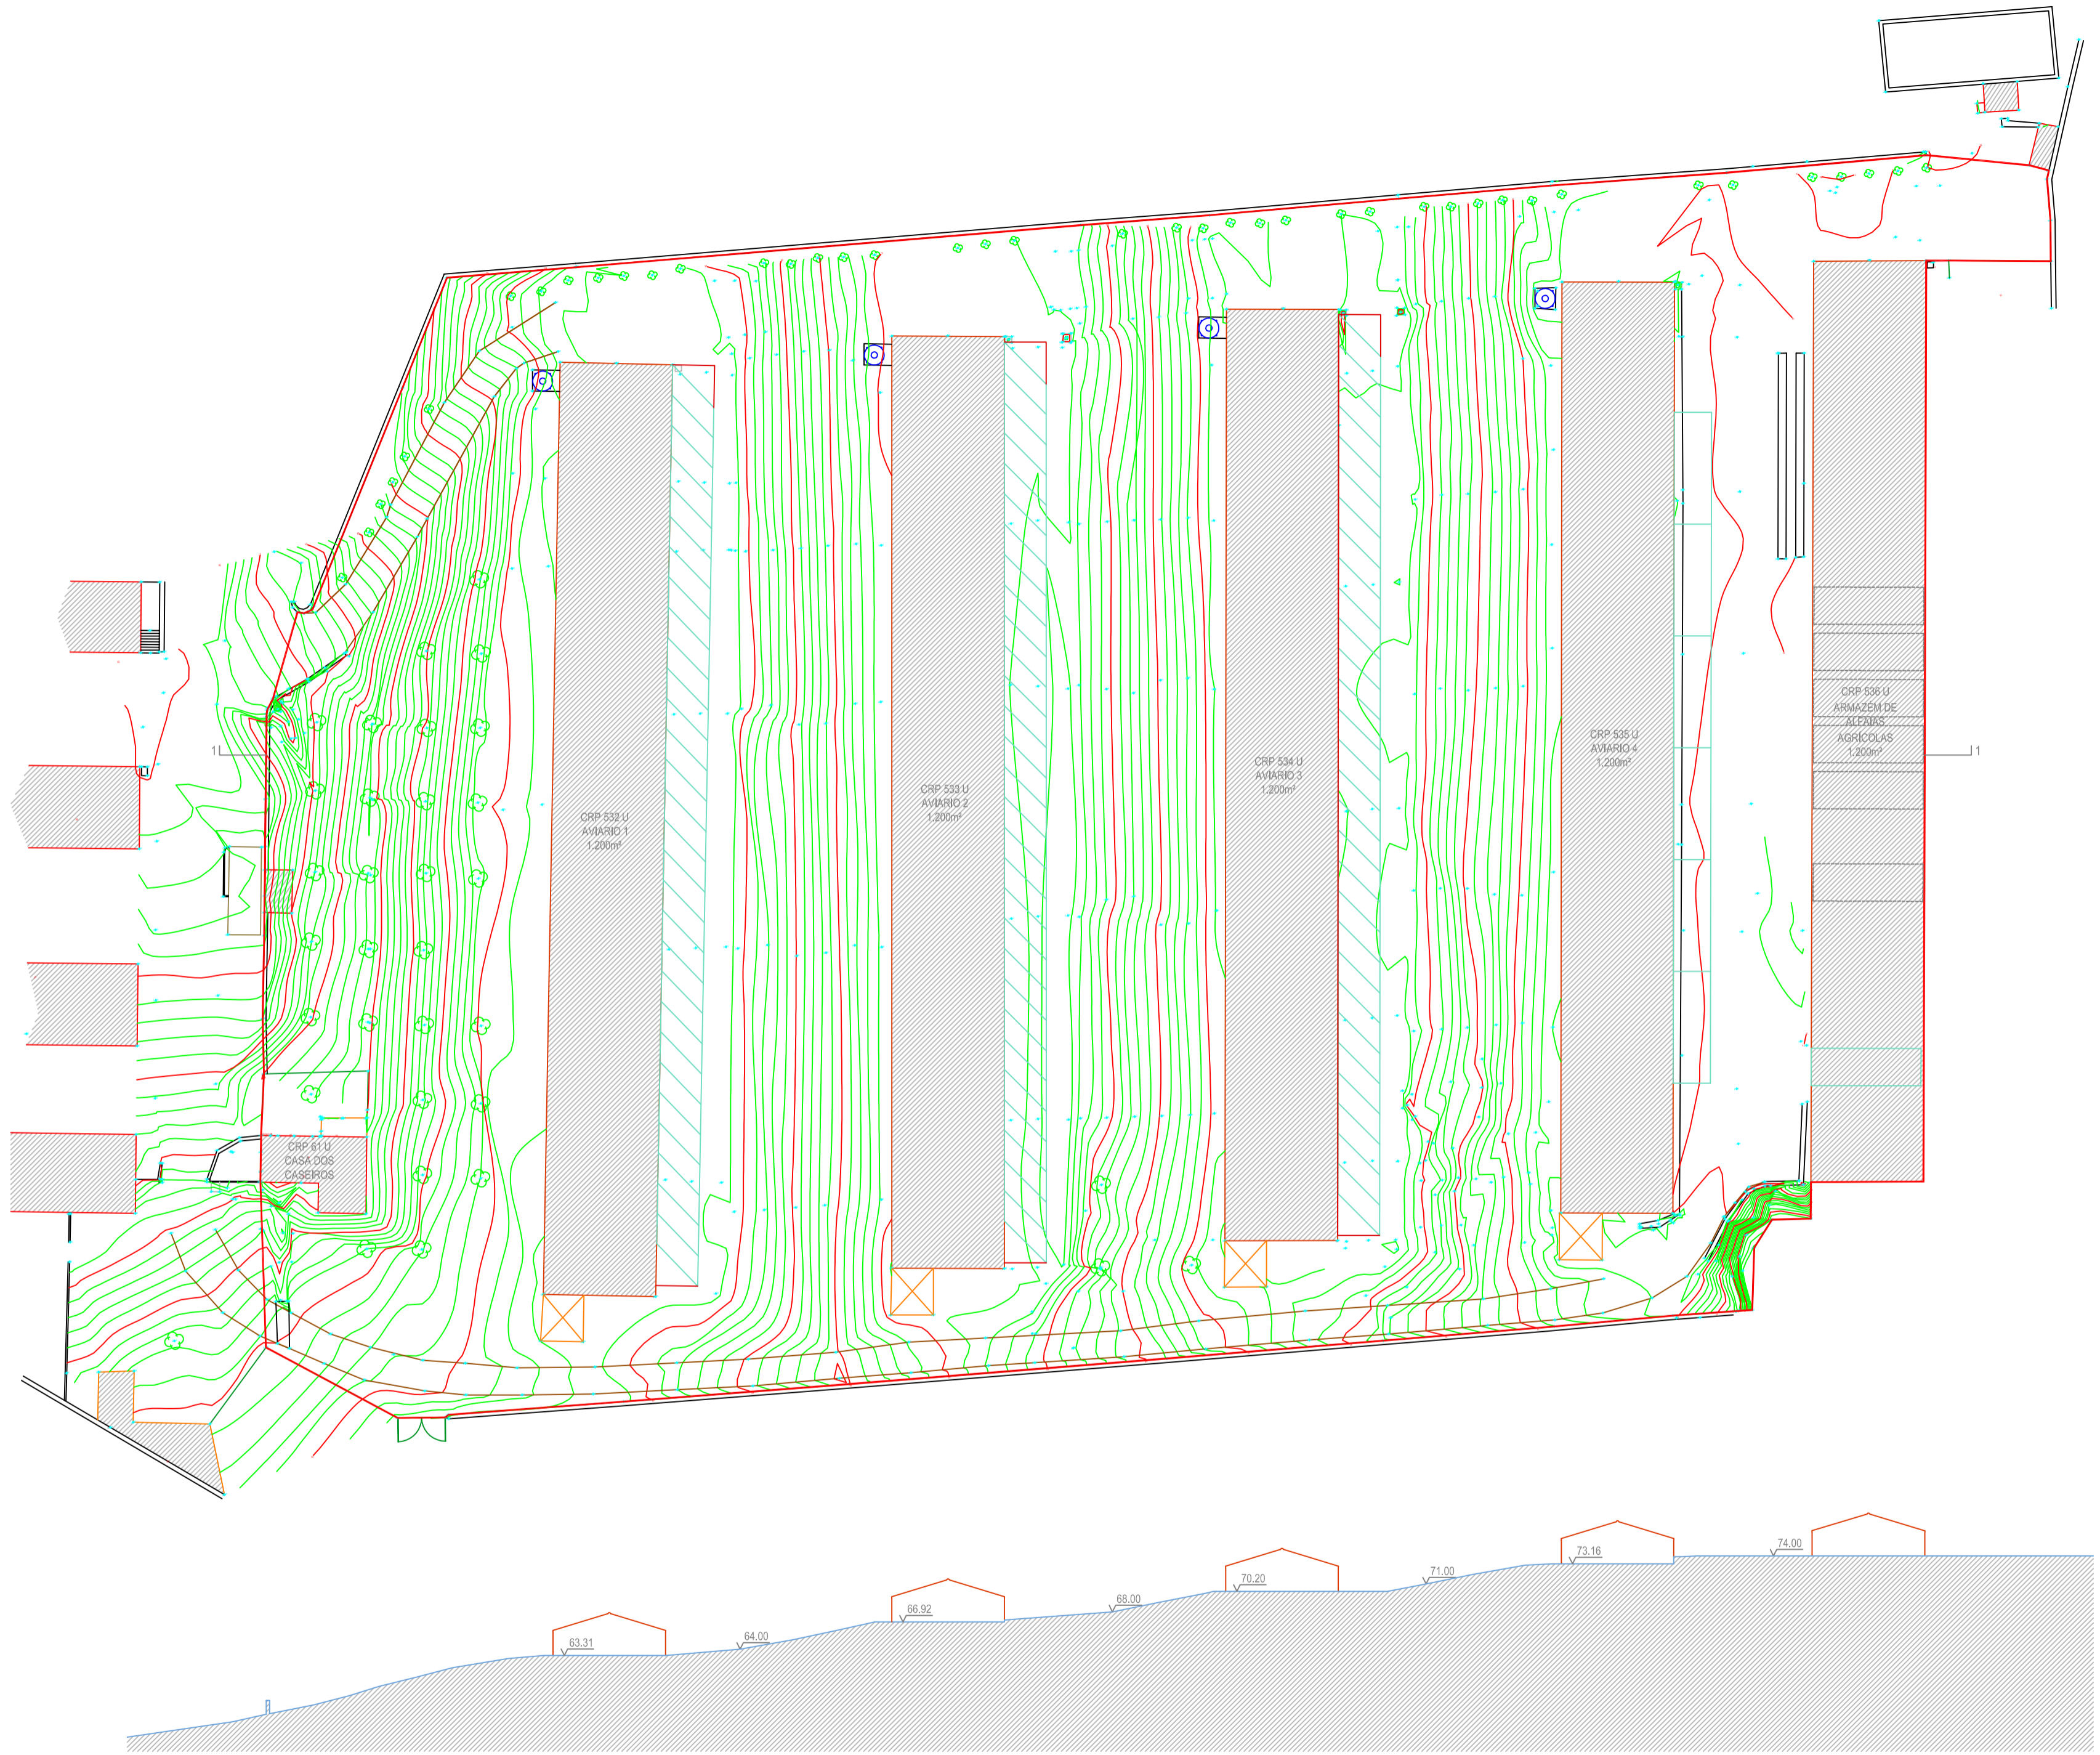 CRP 536 U
ARMAZÉM DE
ALFAIAS
AGRÍCOLAS
1.200m²
1
1
CRP 535 U
AVIARIO 4
1.200m²
CRP 534 U
AVIARIO 3
1.200m²
CRP 533 U
AVIARIO 2
1.200m²
CRP 532 U
AVIARIO 1
1.200m²
CRP 61 U
CASA DOS
CASEIROS
74.00
73.16
71.00
70.20
68.00
66.92
64.00
63.31